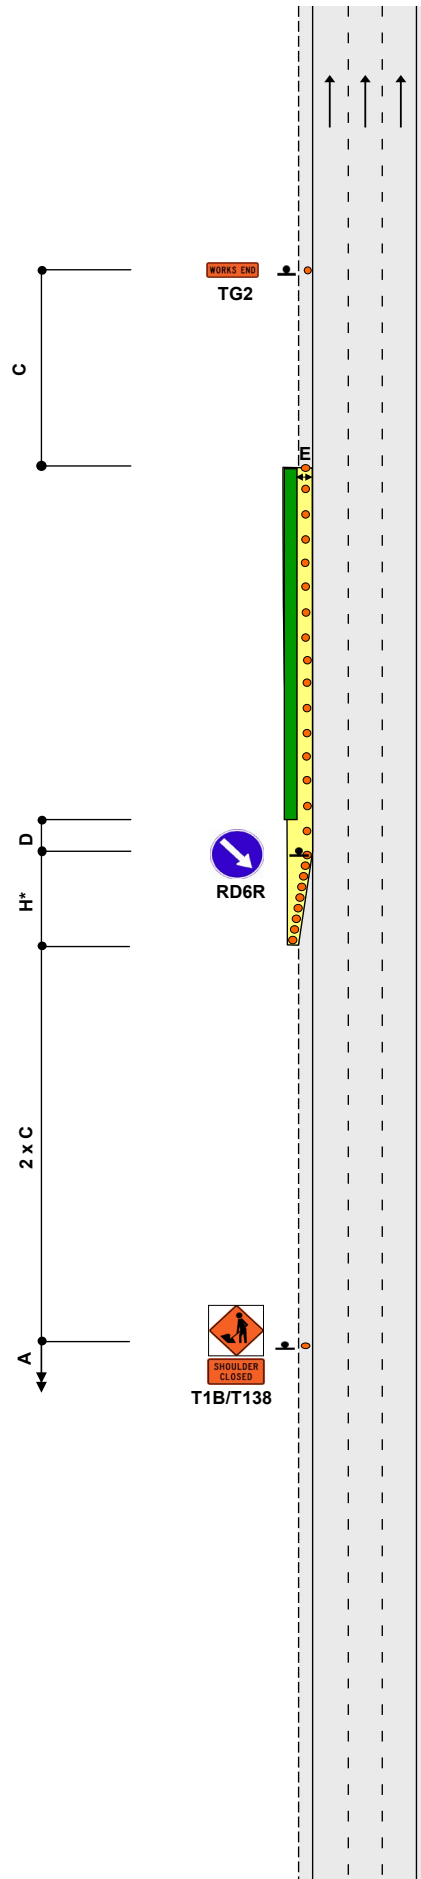 WORKS END
TG2
C
E
D
RD6R
H*
2 x C
A
SHOULDER
CLOSED
T1B/T138